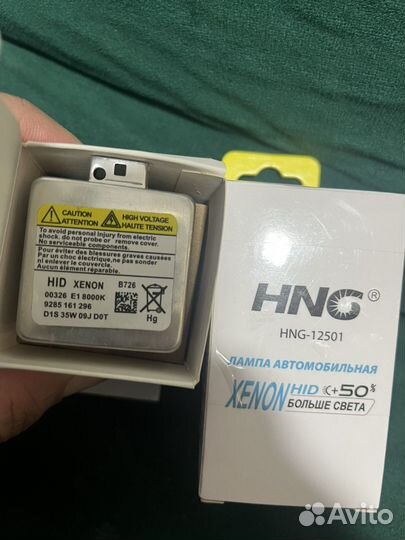 CAUTION
ATTENTION
HIGH VOLTAGE
HAUTE TENSION
To avoid personal injury from electric
shock. do not probe or remove cover.
No serviceable components.
Pour éviter des blessures graves causées
Par un choc électrique,ne pas enfoncer
ni enlever le couvercle.
Aucun élément réparable.
HID XENON B726
00326 E1 8000K
9285 161 296
D1S 35W 09J D0T
Hg
HNG®
HNG-12501
ЛАМПА АВТОМОБИЛЬНАЯ
XENON HID +50%
БОЛЬШЕ СВЕТА
Avito